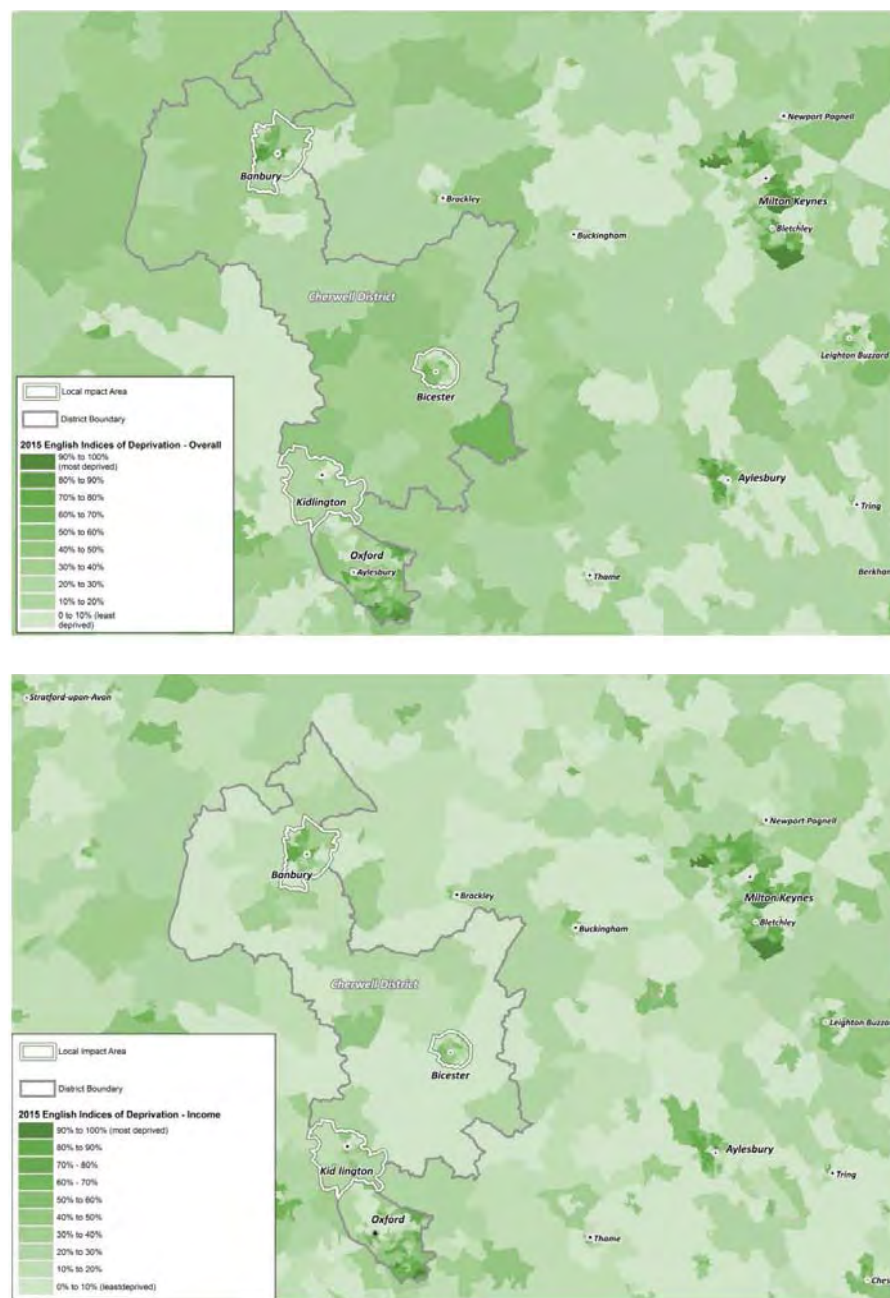 Newport Pagnell
Banbury
Milton Keynes
Brackley
Bletchley
Buckingham
Cherwell District
Leighton Buzzard
Bicester
Local mpact Area
District Boundary
2015 English Indices of Deprivation - Overall
90% to 100%
(most deprived)
80% to 90%
70% to 80%
60% to 70%
50% to 60%
40% to 50%
30% to 40%
20% to 30%
10% to 20%
0 to 10% (least
deprived)
Kidlington
Aylesbury
Tring
Oxford
Aylesbury
Thame
Berkham
Stratford-upon-Avon
Newport Pagnell
Banbury
Milton Keynes
Brackley
Bletchley
Buckingham
Cherwell District
Leighton Buzza
Bicester
Local Impact Area
District Boundary
2015 English Indices of Deprivation - Income
90% to 100% (most deprived)
80% to 90%
70% - 80%
60% - 70%
50% to 60%
40% to 50%
30% to 40%
20% to 30%
10% to 20%
0% to 10% (leastdeprived)
Kid lington
Aylesbury
Tring
Oxford
Thame
Ches